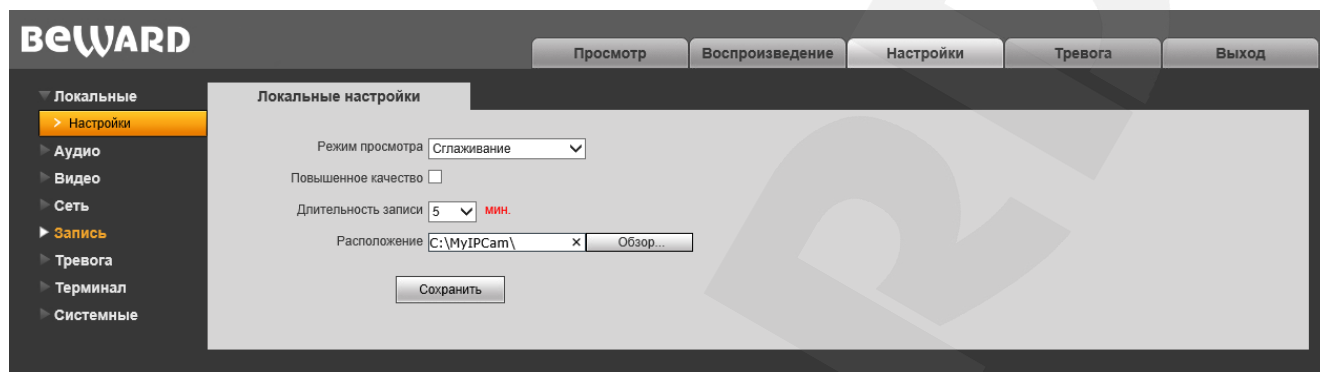 BEWARD
Просмотр Воспроизведение Настройки Тревога Выход
Локальные
> Настройки
Аудио
Видео
Сеть
Запись
Тревога
Терминал
Системные
Локальные настройки
Режим просмотра Сглаживание
Повышенное качество
Длительность записи 5 мин.
Расположение C:\MyIPCam\ × Обзор...
Сохранить